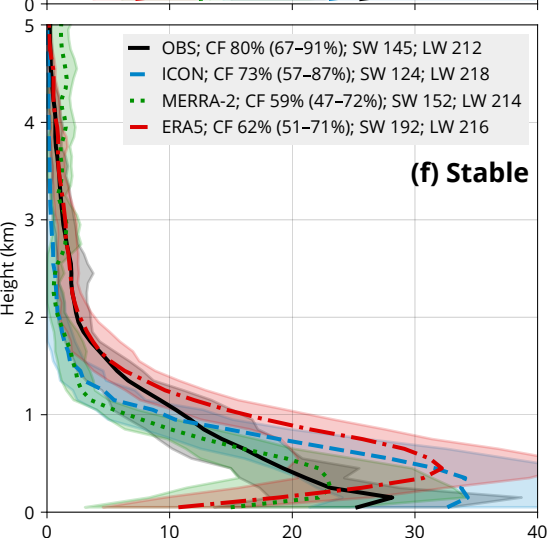 0
5
OBS; CF 80% (67–91%); SW 145; LW 212
ICON; CF 73% (57–87%); SW 124; LW 218
MERRA-2; CF 59% (47–72%); SW 152; LW 214
ERA5; CF 62% (51–71%); SW 192; LW 216
4
(f) Stable
3
Height (km)
2
1
0
0 10 20 30 40